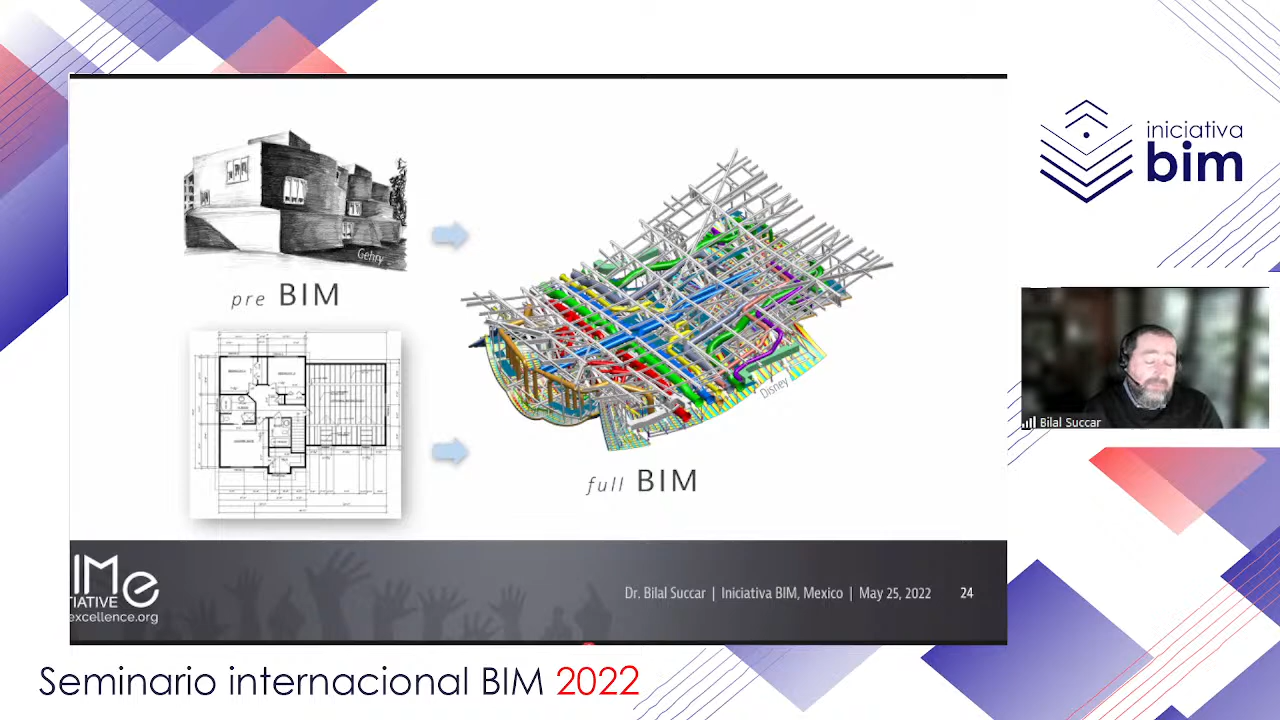 iniciativa
bim
Gehry
pre BIM
Disney
full BIM
Bilal Succar
IMe
TIATIVE
excellence.org
Dr. Bilal Succar | Iniciativa BIM, Mexico | May 25, 2022
24
Seminario internacional BIM 2022